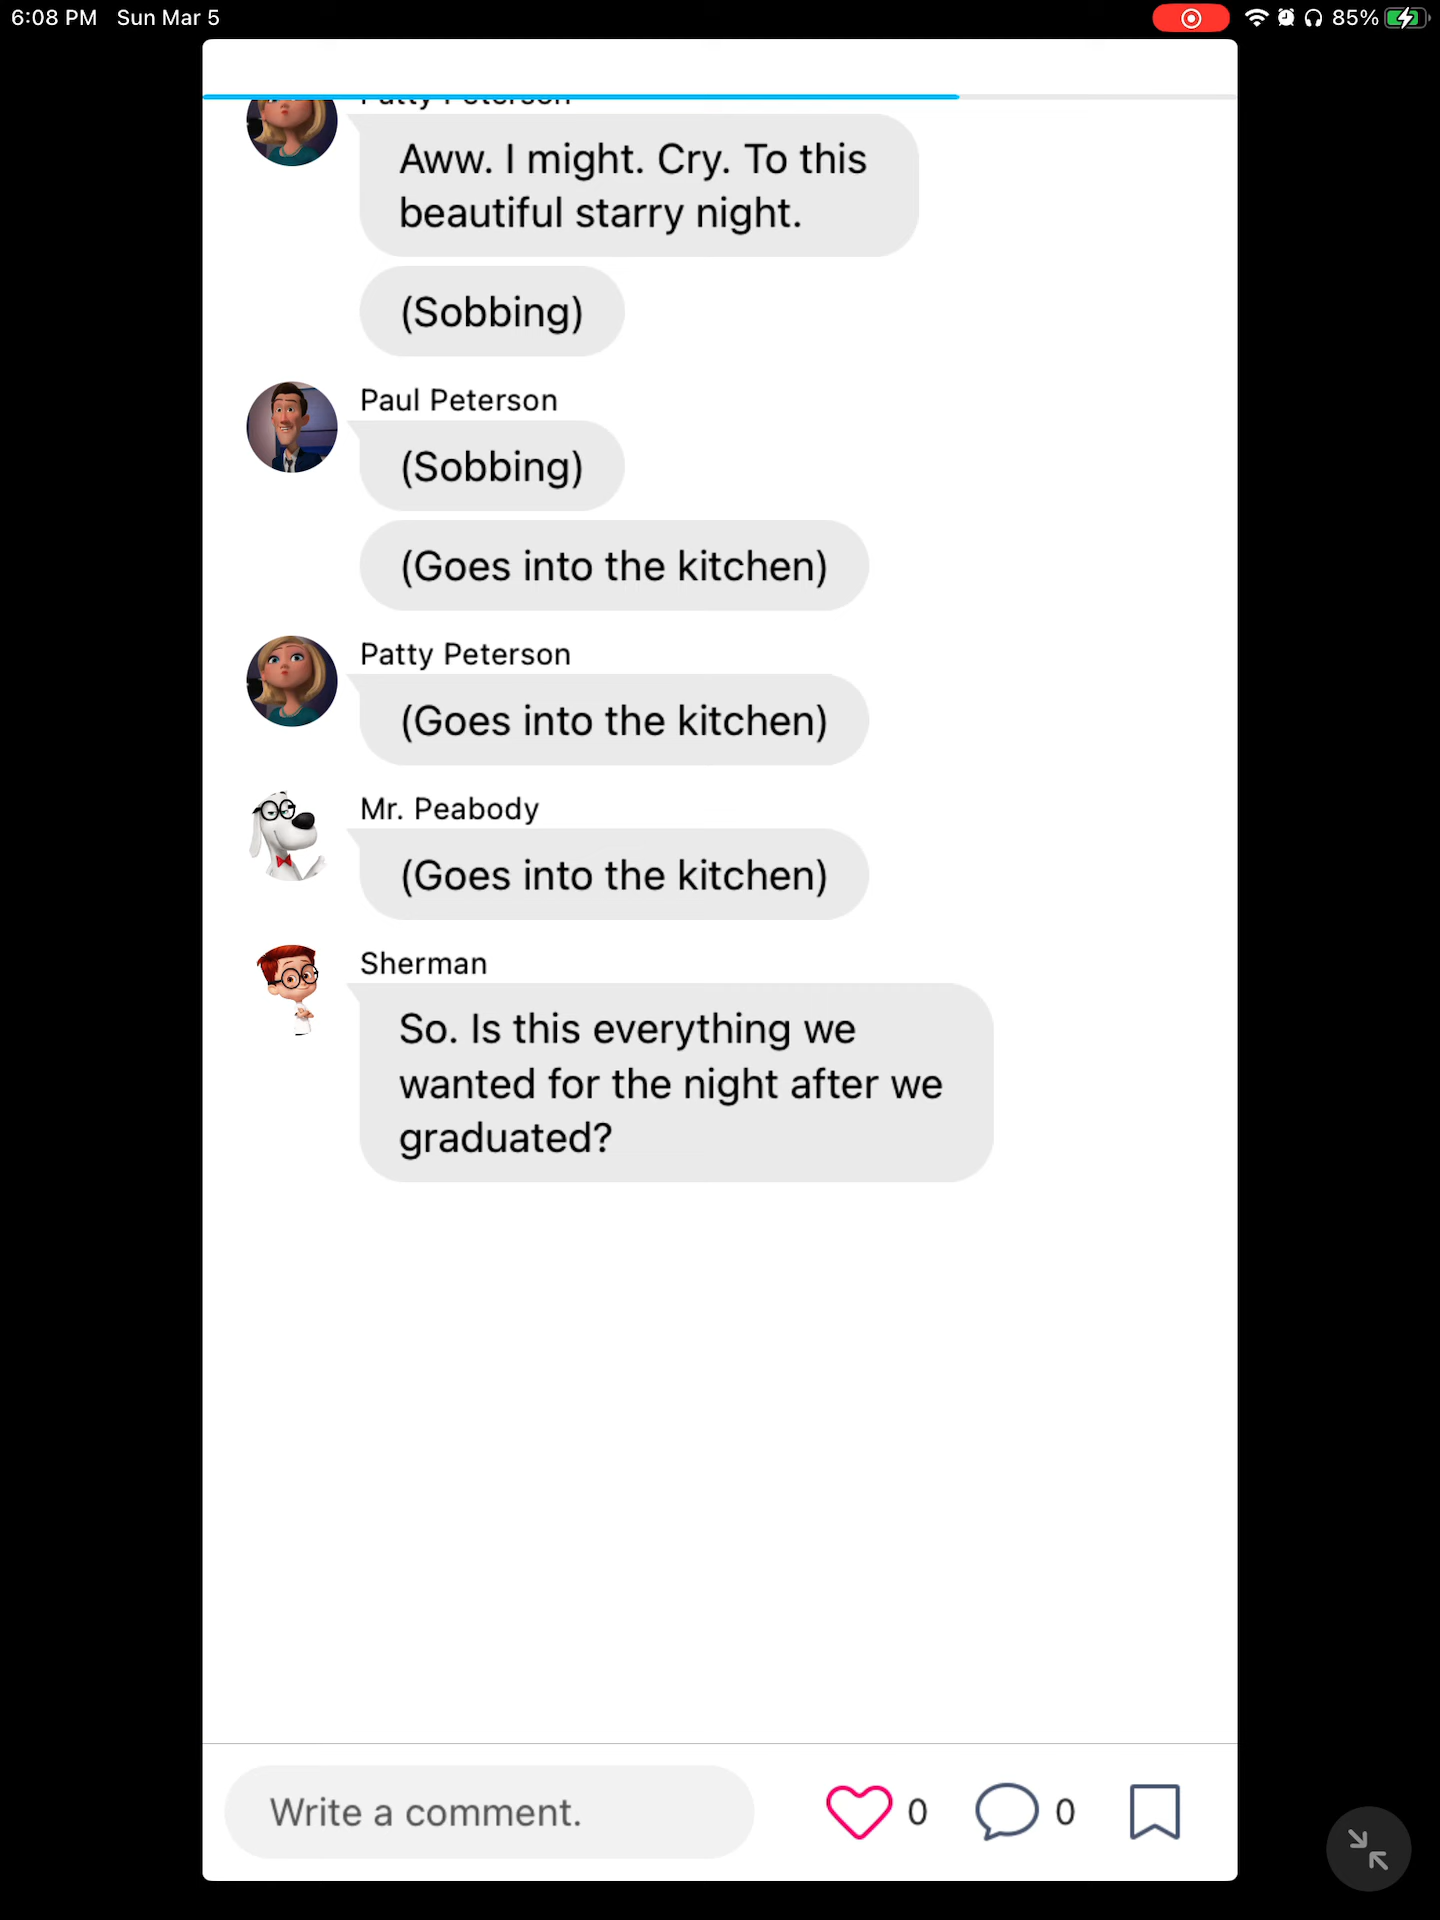 6:08 PM Sun Mar 5
85%
Patty Peterson
Aww. I might. Cry. To this
beautiful starry night.
(Sobbing)
Paul Peterson
(Sobbing)
(Goes into the kitchen)
Patty Peterson
(Goes into the kitchen)
Mr. Peabody
(Goes into the kitchen)
Sherman
So. Is this everything we
wanted for the night after we
graduated?
Write a comment.
0
0